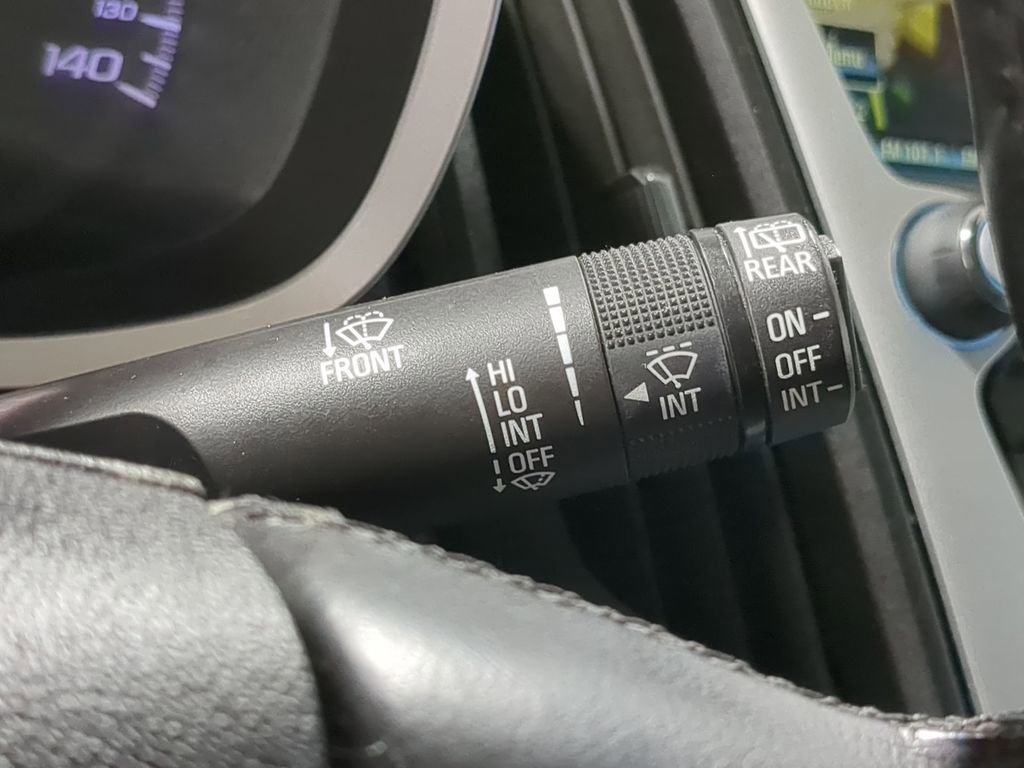 130
140
FRONT
HI
LO
INT
OFF
INT
REAR
ON
OFF
INT